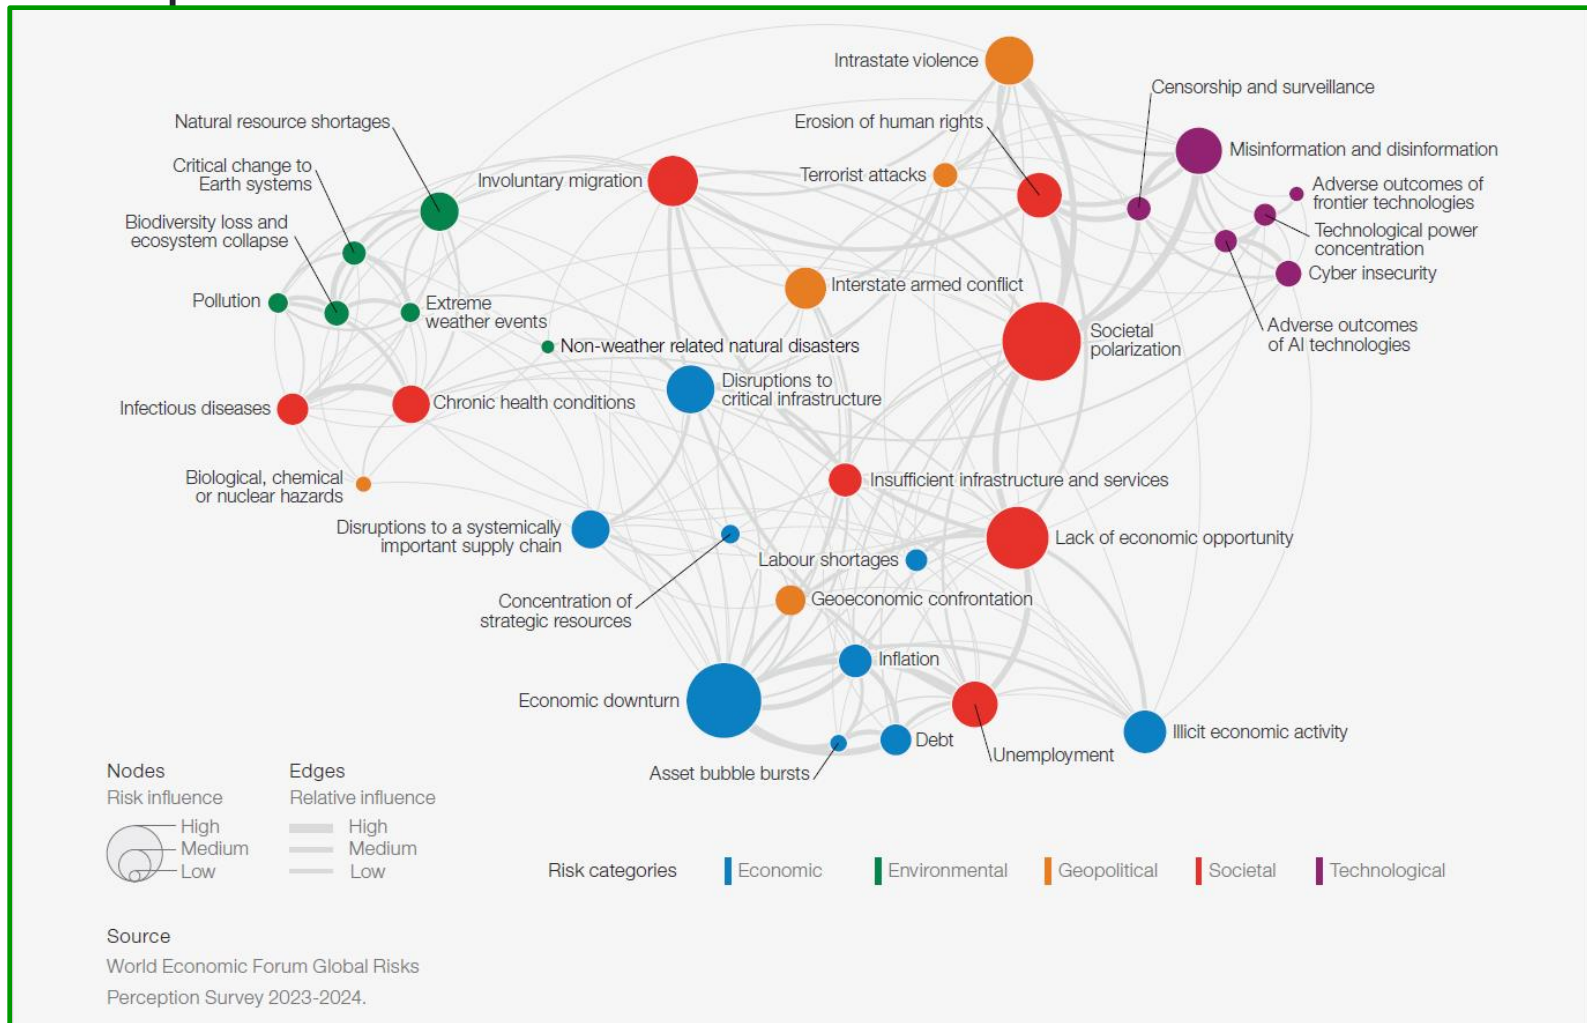 Intrastate violence
Censorship and surveillance
Natural resource shortages
Erosion of human rights
Misinformation and disinformation
Critical change to
Earth systems
Involuntary migration
Terrorist attacks
Adverse outcomes of
frontier technologies
Biodiversity loss and
ecosystem collapse
Technological power
concentration
Cyber insecurity
Interstate armed conflict
Pollution
Extreme
weather events
Adverse outcomes
of AI technologies
Societal
polarization
Non-weather related natural disasters
Disruptions to
critical infrastructure
Infectious diseases
Chronic health conditions
Biological, chemical
or nuclear hazards
Insufficient infrastructure and services
Disruptions to a systemically
important supply chain
Lack of economic opportunity
Labour shortages
Concentration of
strategic resources
Geoeconomic confrontation
Inflation
Economic downturn
Debt
Illicit economic activity
Unemployment
Asset bubble bursts
Nodes
Risk influence
High
Medium
Low
Edges
Relative influence
High
Medium
Low
Risk categories
Economic
Environmental
Geopolitical
Societal
Technological
Source
World Economic Forum Global Risks
Perception Survey 2023-2024.